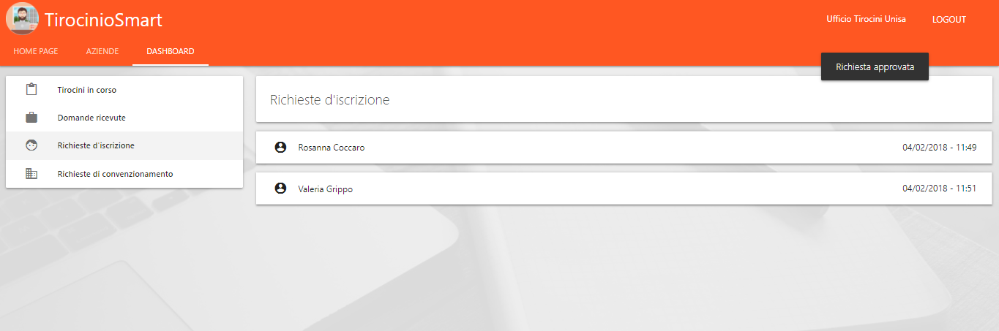 TirocinioSmart
Ufficio Tirocini Unisa
LOGOUT
HOME PAGE
AZIENDE
DASHBOARD
Richiesta approvata
Tirocini in corso
Domande ricevute
Richieste d'iscrizione
Richieste di convenzionamento
Richieste d'iscrizione
Rosanna Coccaro
04/02/2018 - 11:49
Valeria Grippo
04/02/2018 - 11:51